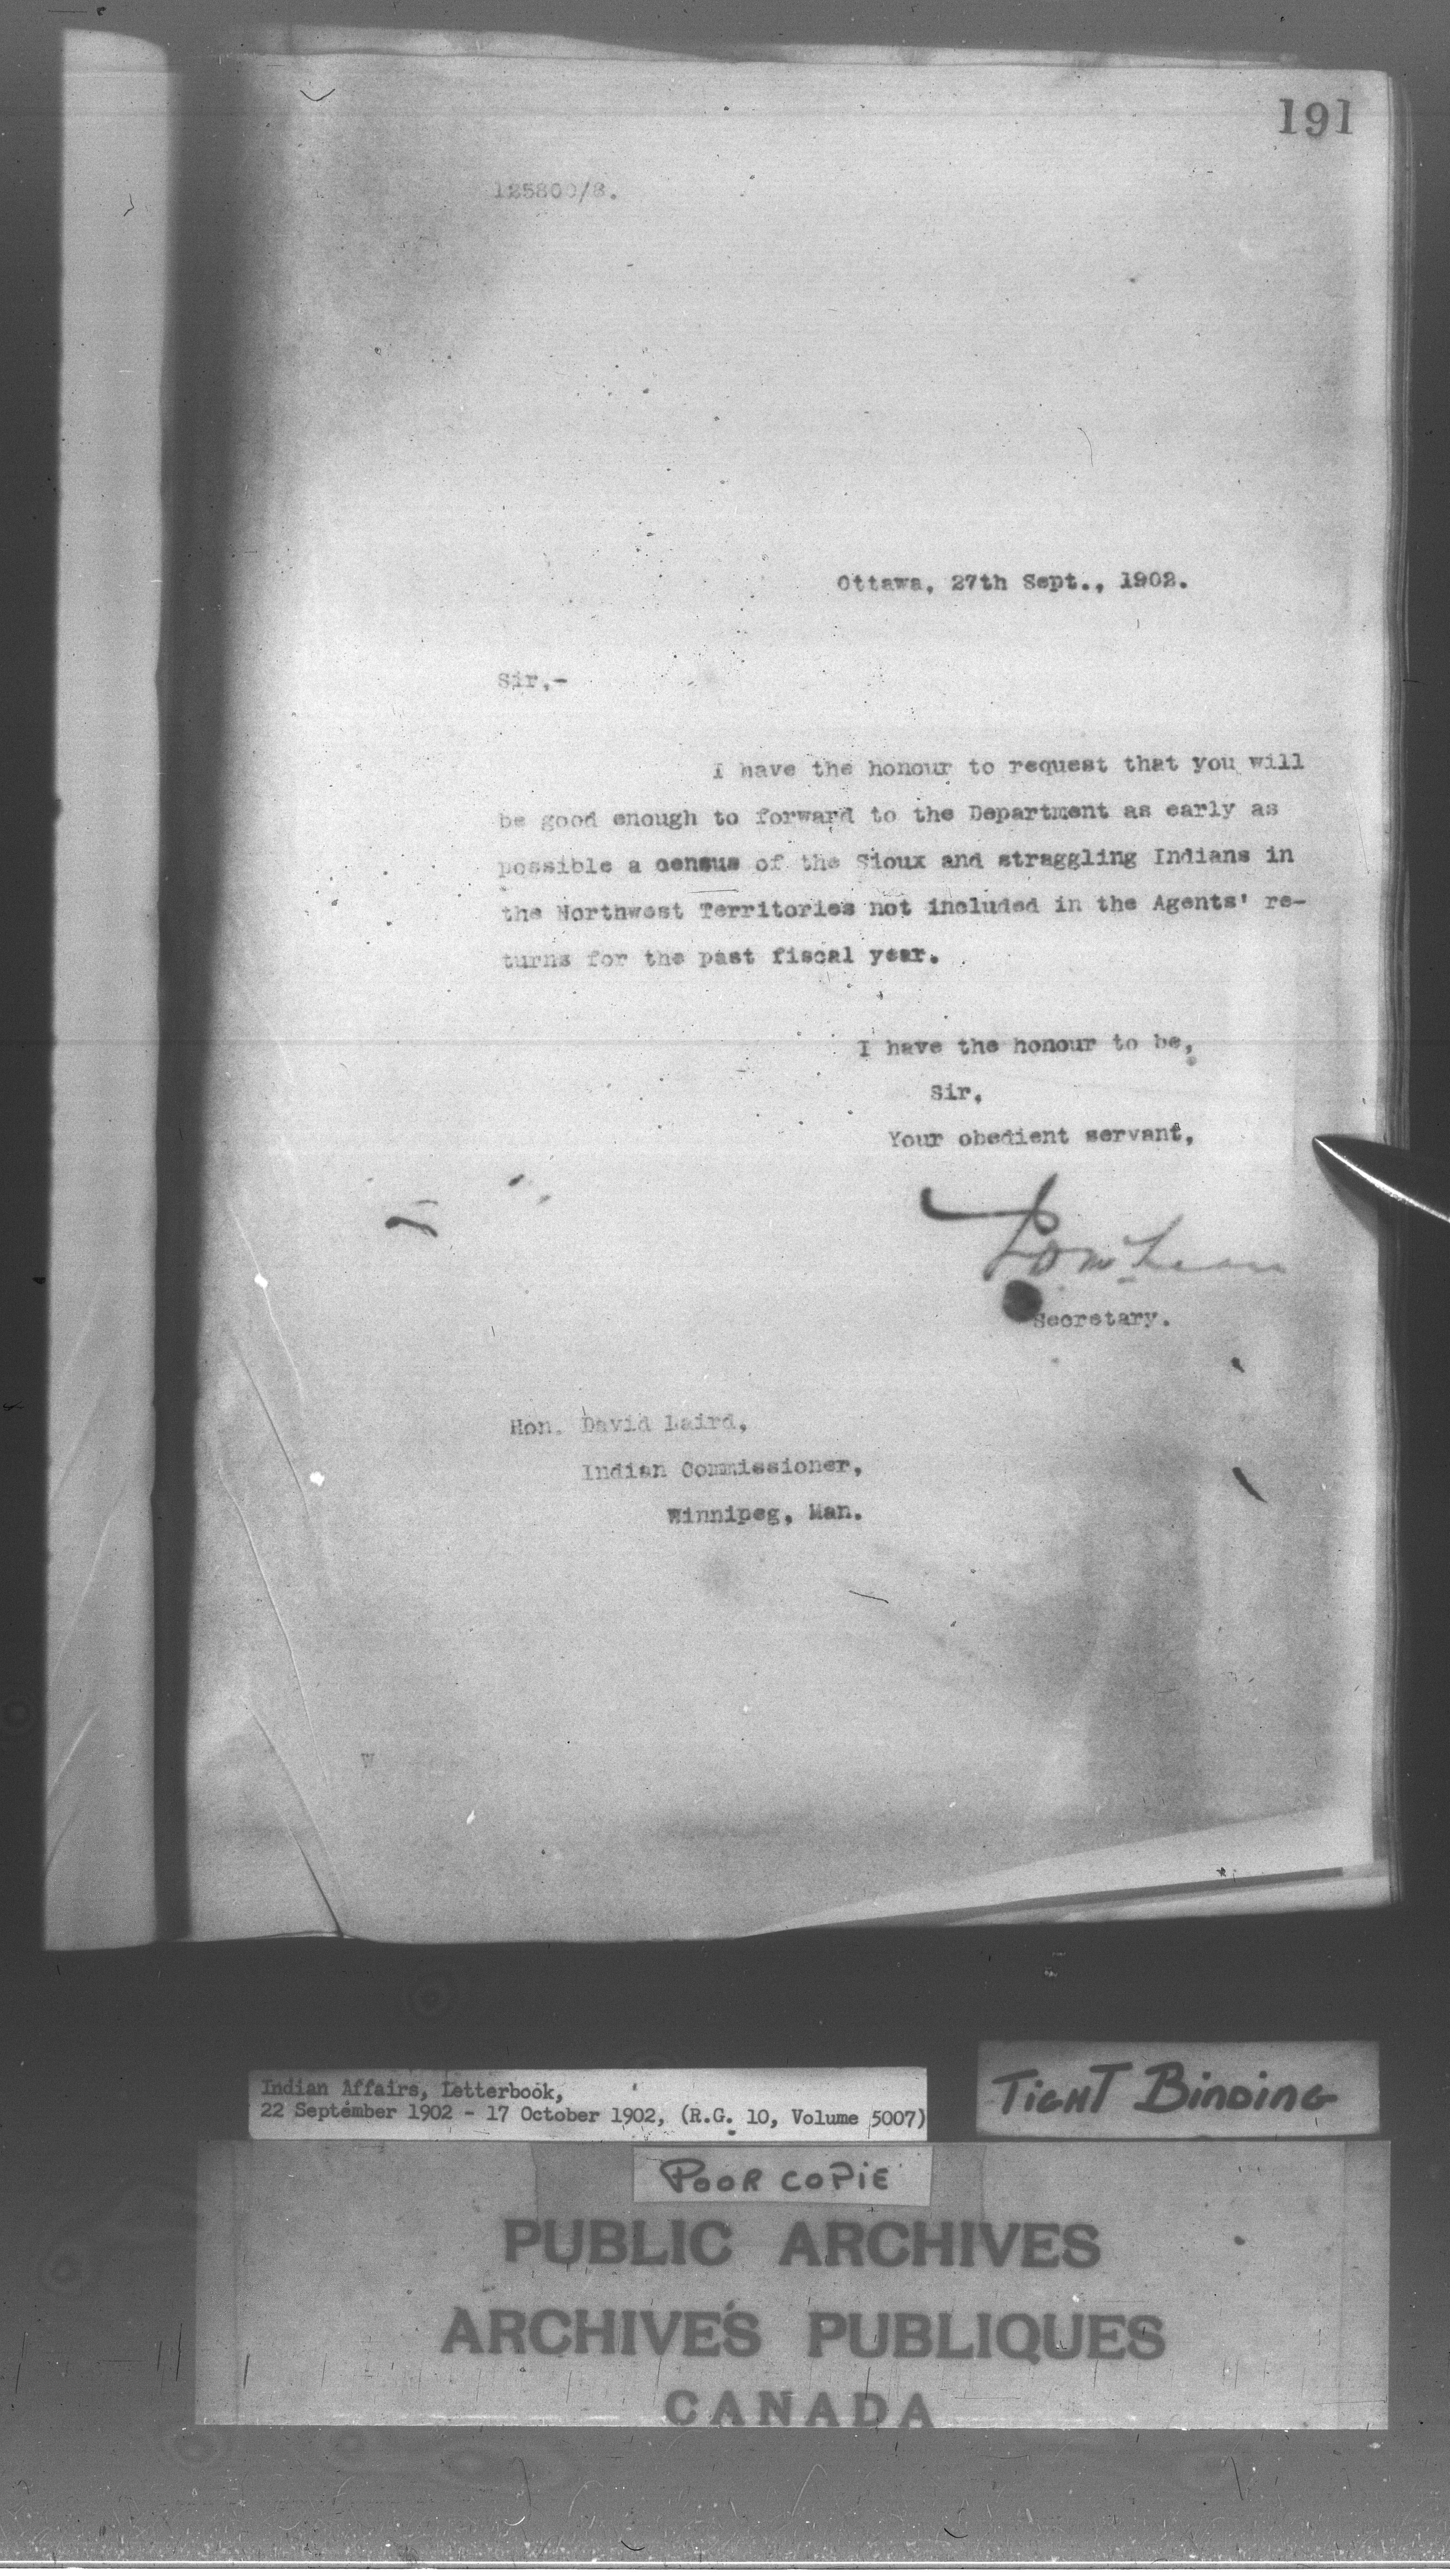 191
125800/8.
Ottawa, 27th Sept., 1902.
Sir,-
I have the honour to request that you will
be good enough to forward to the Department as early as
possible a census of the Sioux and straggling Indians in
the Northwest Territories not included in the Agents' re-
turns for the past fiscal year.
I have the honour to be,
Sir,
Your obedient servant,
Secretary.
Hon. David Laird,
Indian Commissioner,
Winnipeg, Man.
W
Indian Affairs, Letterbook,
22 September 1902 - 17 October 1902, (R.G. 10, Volume 5007)
TIGHT BINDING
POOR COPIE
PUBLIC ARCHIVES
ARCHIVES PUBLIQUES
CANADA